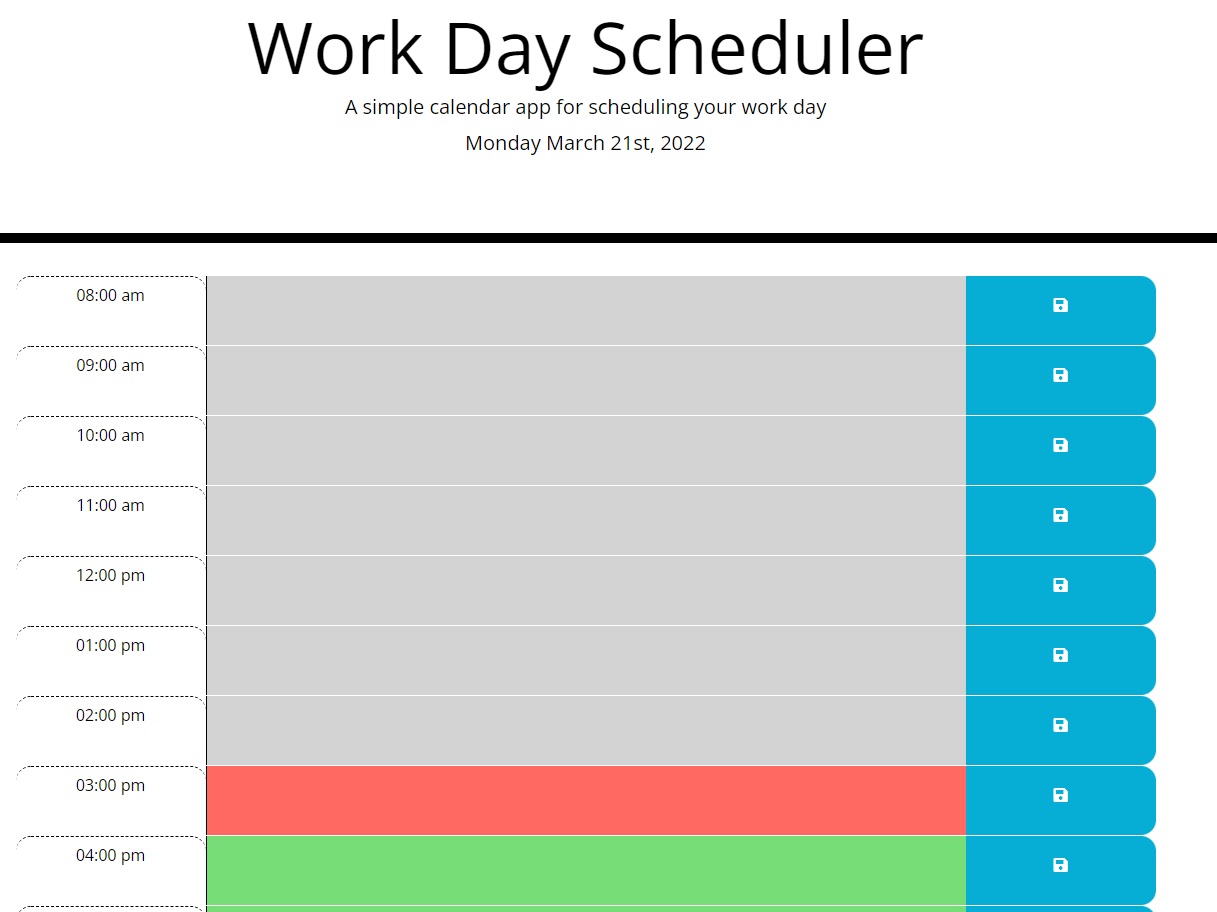 Work Day Scheduler
A simple calendar app for scheduling your work day
Monday March 21st, 2022
08:00 am
09:00 am
10:00 am
11:00 am
12:00 pm
01:00 pm
02:00 pm
03:00 pm
04:00 pm